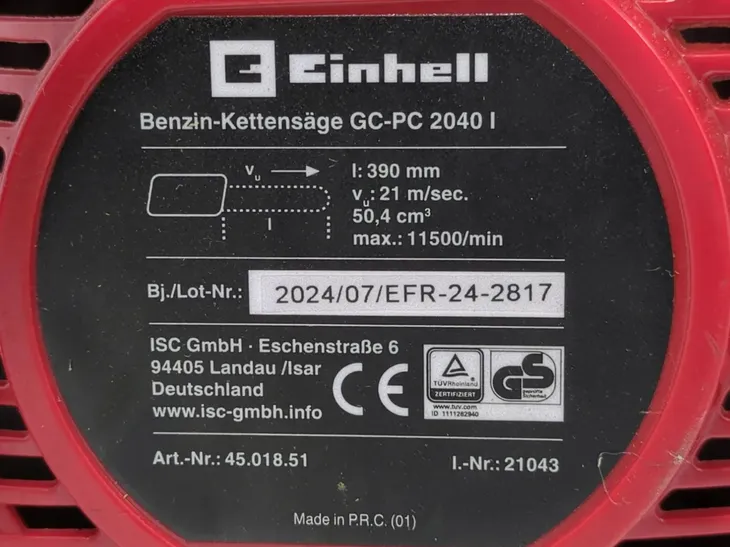 Einhell
Benzin-Kettensäge GC-PC 2040 I
vu
l
l: 390 mm
vu: 21 m/sec.
50,4 cm³
max.: 11500/min
Bj./Lot-Nr.: 2024/07/EFR-24-2817
ISC GmbH · Eschenstraße 6
94405 Landau /Isar
Deutschland
www.isc-gmbh.info
CE
TÜVRheinland
ZERTIFIZIERT
www.tuv.com
ID 1111282940
GS
Art.-Nr.: 45.018.51
I.-Nr.: 21043
Made in P.R.C. (01)